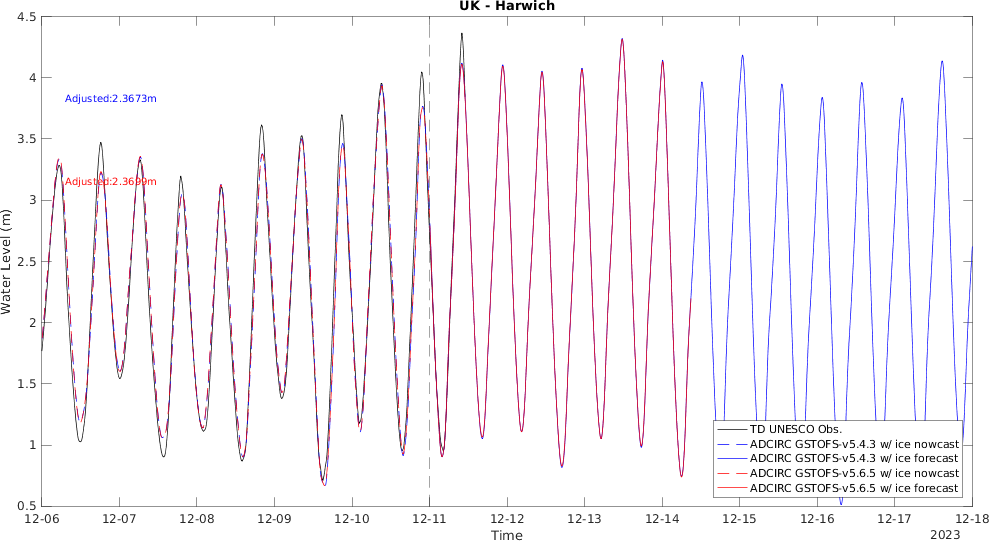 UK - Harwich
4.5
4
3.5
3
2.5
2
1.5
1
0.5
Water Level (m)
Adjusted:2.3673m
Adjusted:2.3699m
TD UNESCO Obs.
ADCIRC GSTOFS-v5.4.3 w/ ice nowcast
ADCIRC GSTOFS-v5.4.3 w/ ice forecast
ADCIRC GSTOFS-v5.6.5 w/ ice nowcast
ADCIRC GSTOFS-v5.6.5 w/ ice forecast
12-06 12-07 12-08 12-09 12-10 12-11 12-12 12-13 12-14 12-15 12-16 12-17 12-18
Time
2023